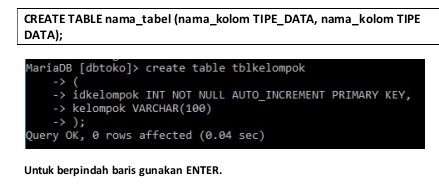 CREATE TABLE nama_tabel (nama_kolom TIPE_DATA, nama_kolom TIPE
DATA);
MariaDB [dbtoko]> create table tblkelompok
-> (
-> idkelompok INT NOT NULL AUTO_INCREMENT PRIMARY KEY,
-> kelompok VARCHAR(100)
-> );
Query OK, 0 rows affected (0.04 sec)
Untuk berpindah baris gunakan ENTER.